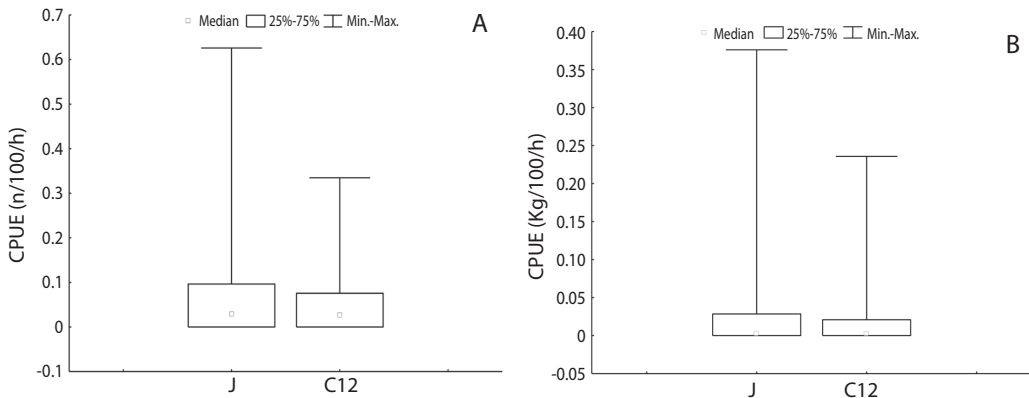 Median 25%-75% Min.-Max.
A
CPUE (n/100/h)
0.7
0.6
0.5
0.4
0.3
0.2
0.1
0
-0.1
J C12
Median 25%-75% Min.-Max.
B
CPUE (Kg/100/h)
0.40
0.35
0.30
0.25
0.20
0.15
0.10
0.05
0
-0.05
J C12